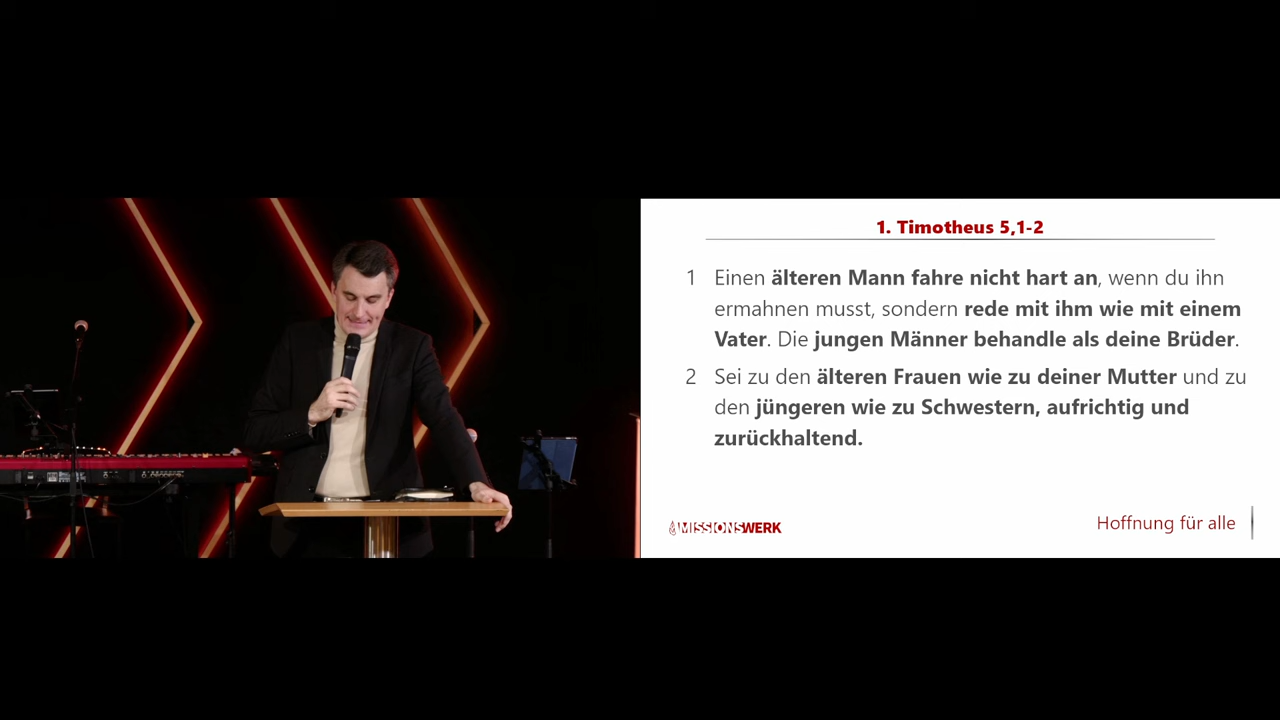 1. Timotheus 5,1-2
1 Einen älteren Mann fahre nicht hart an, wenn du ihn
ermahnen musst, sondern rede mit ihm wie mit einem
Vater. Die jungen Männer behandle als deine Brüder.
2 Sei zu den älteren Frauen wie zu deiner Mutter und zu
den jüngeren wie zu Schwestern, aufrichtig und
zurückhaltend.
MISSIONSWERK
Hoffnung für alle